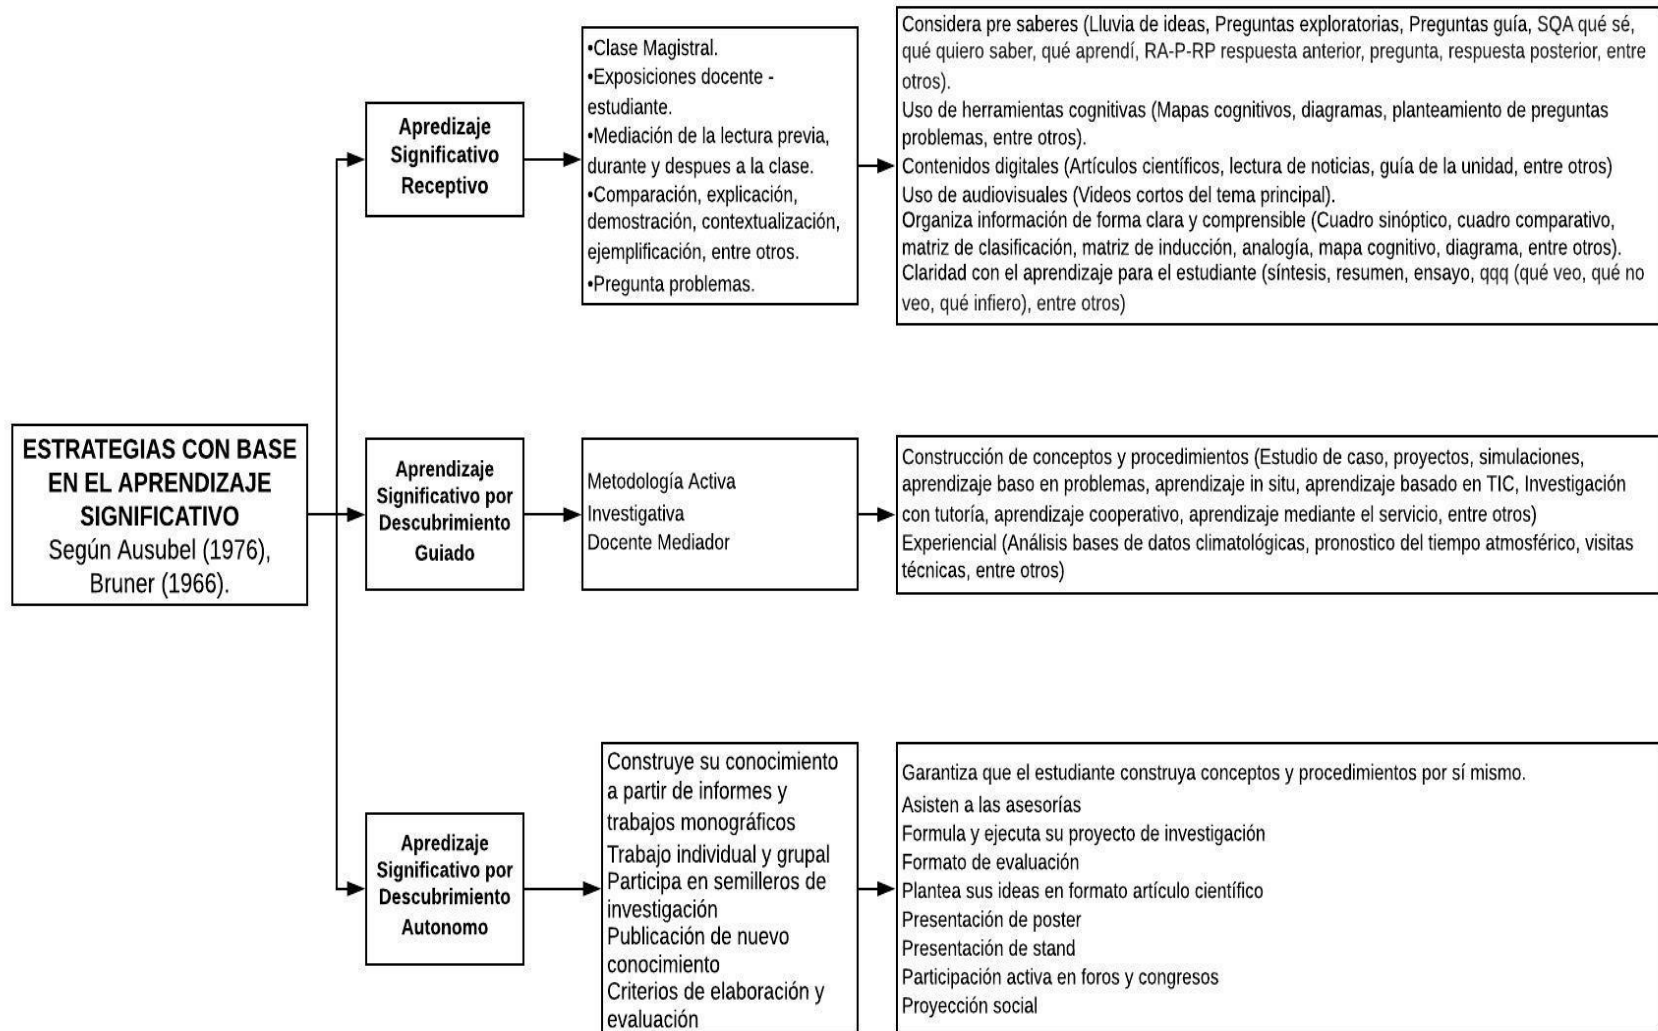 ESTRATEGIAS CON BASE
EN EL APRENDIZAJE
SIGNIFICATIVO
Según Ausubel (1976),
Bruner (1966).
Apredizaje
Significativo
Receptivo
•Clase Magistral.
•Exposiciones docente -
estudiante.
•Mediación de la lectura previa,
durante y despues a la clase.
•Comparación, explicación,
demostración, contextualización,
ejemplificación, entre otros.
•Pregunta problemas.
Considera pre saberes (Lluvia de ideas, Preguntas exploratorias, Preguntas guía, SQA qué sé,
qué quiero saber, qué aprendí, RA-P-RP respuesta anterior, pregunta, respuesta posterior, entre
otros).
Uso de herramientas cognitivas (Mapas cognitivos, diagramas, planteamiento de preguntas
problemas, entre otros).
Contenidos digitales (Artículos científicos, lectura de noticias, guía de la unidad, entre otros)
Uso de audiovisuales (Videos cortos del tema principal).
Organiza información de forma clara y comprensible (Cuadro sinóptico, cuadro comparativo,
matriz de clasificación, matriz de inducción, analogía, mapa cognitivo, diagrama, entre otros).
Claridad con el aprendizaje para el estudiante (síntesis, resumen, ensayo, qqq (qué veo, qué no
veo, qué infiero), entre otros)
Aprendizaje
Significativo por
Descubrimiento
Guiado
Metodología Activa
Investigativa
Docente Mediador
Construcción de conceptos y procedimientos (Estudio de caso, proyectos, simulaciones,
aprendizaje baso en problemas, aprendizaje in situ, aprendizaje basado en TIC, Investigación
con tutoría, aprendizaje cooperativo, aprendizaje mediante el servicio, entre otros)
Experiencial (Análisis bases de datos climatológicas, pronostico del tiempo atmosférico, visitas
técnicas, entre otros)
Apredizaje
Significativo por
Descubrimiento
Autonomo
Construye su conocimiento
a partir de informes y
trabajos monográficos
Trabajo individual y grupal
Participa en semilleros de
investigación
Publicación de nuevo
conocimiento
Criterios de elaboración y
evaluación
Garantiza que el estudiante construya conceptos y procedimientos por sí mismo.
Asisten a las asesorías
Formula y ejecuta su proyecto de investigación
Formato de evaluación
Plantea sus ideas en formato artículo científico
Presentación de poster
Presentación de stand
Participación activa en foros y congresos
Proyección social